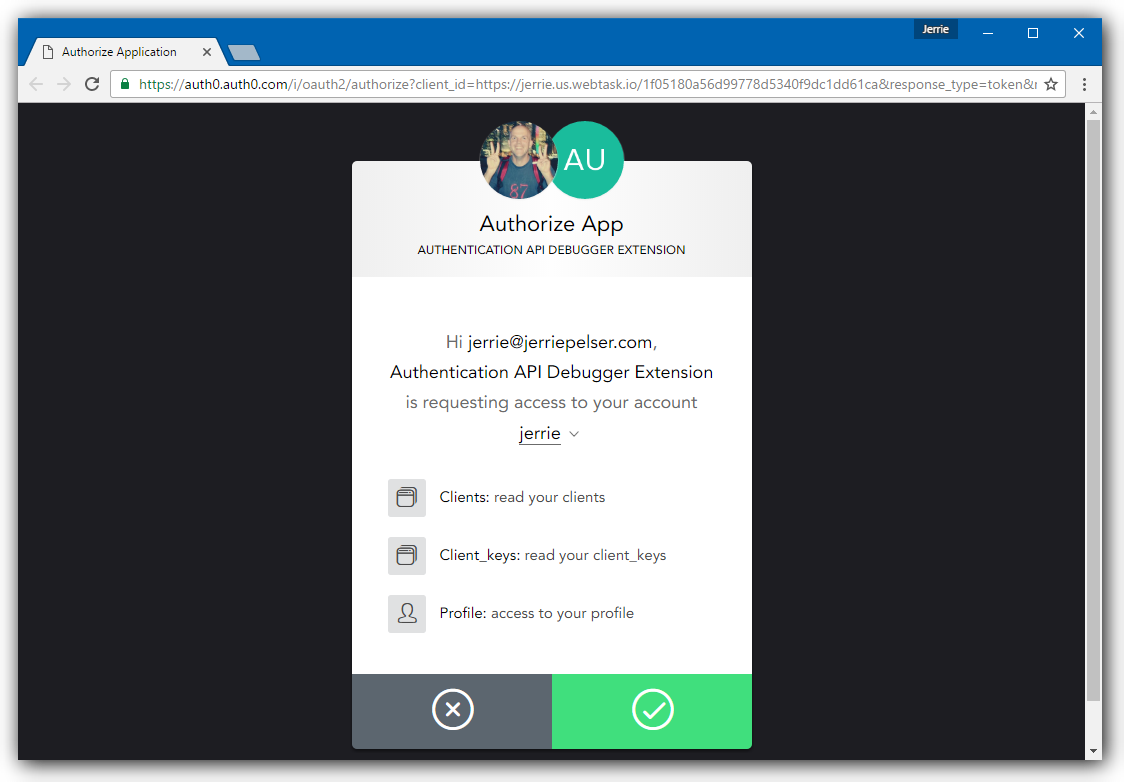 Jerrie
Authorize Application
https://auth0.auth0.com/i/oauth2/authorize?client_id=https://jerrie.us.webtask.io/1f05180a56d99778d5340f9dc1dd61ca&response_type=token&r
AU
87
Authorize App
AUTHENTICATION API DEBUGGER EXTENSION
Hi jerrie@jerriepelser.com,
Authentication API Debugger Extension
is requesting access to your account
jerrie
Clients: read your clients
Client_keys: read your client_keys
Profile: access to your profile